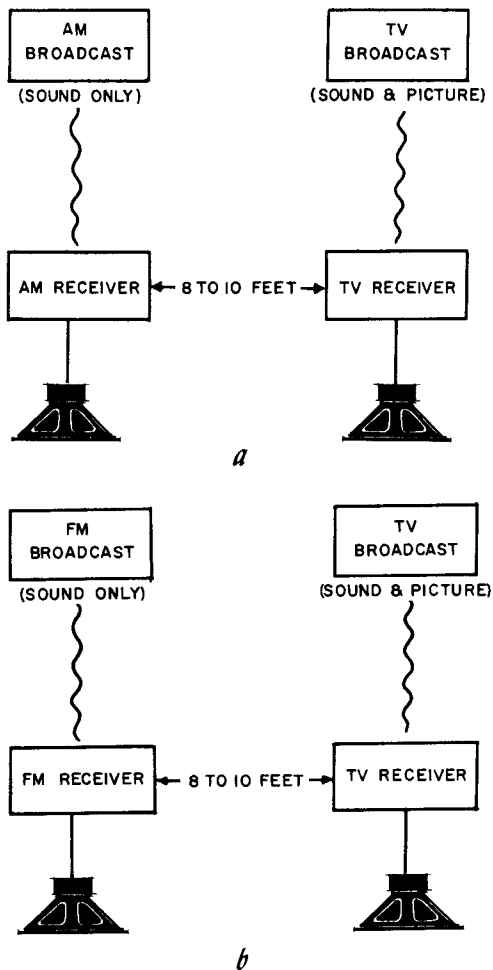 AM
BROADCAST
(SOUND ONLY)
TV
BROADCAST
(SOUND & PICTURE)
AM RECEIVER
8 TO 10 FEET
TV RECEIVER
a
FM
BROADCAST
(SOUND ONLY)
TV
BROADCAST
(SOUND & PICTURE)
FM RECEIVER
8 TO 10 FEET
TV RECEIVER
b